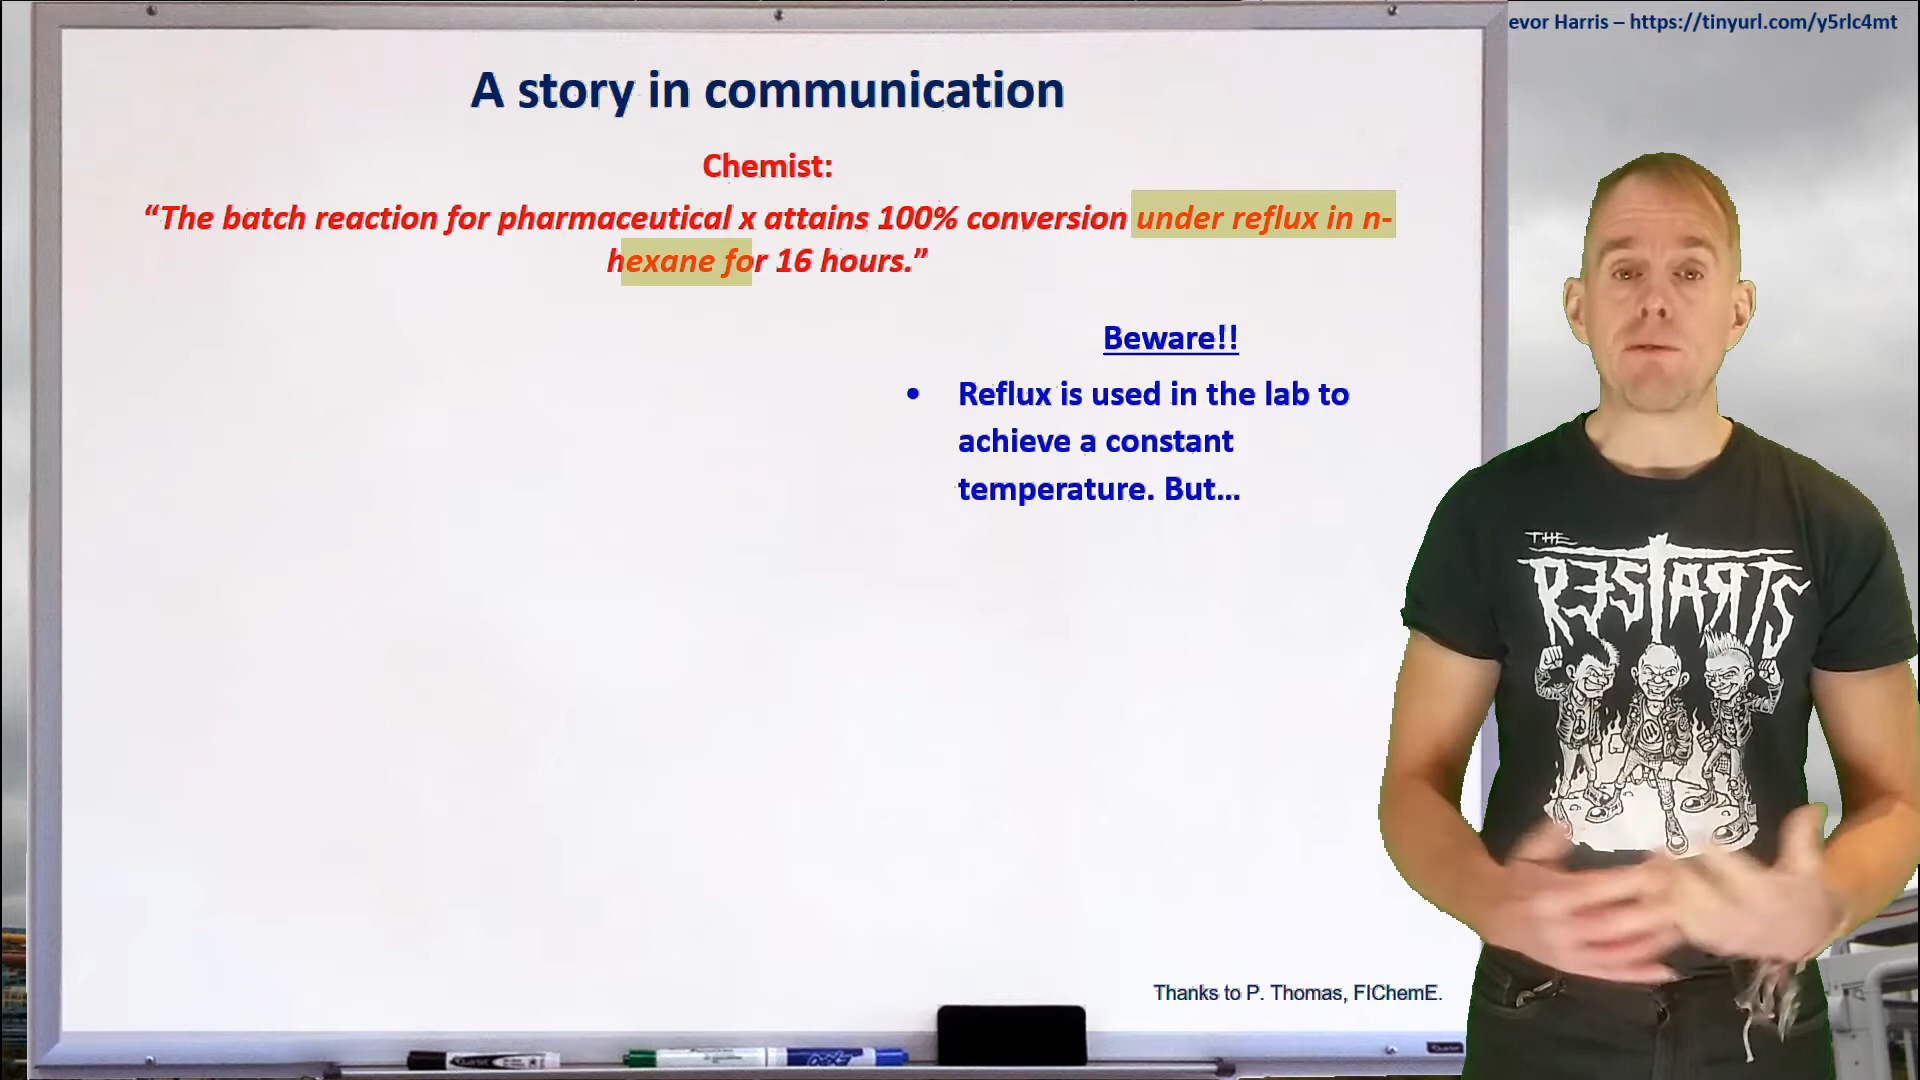 evor Harris – https://tinyurl.com/y5rlc4mt
A story in communication
Chemist:
“The batch reaction for pharmaceutical x attains 100% conversion under reflux in n-
hexane for 16 hours.”
Beware!!
• Reflux is used in the lab to
achieve a constant
temperature. But...
THE
RESTARTS
Thanks to P. Thomas, FIChemE.